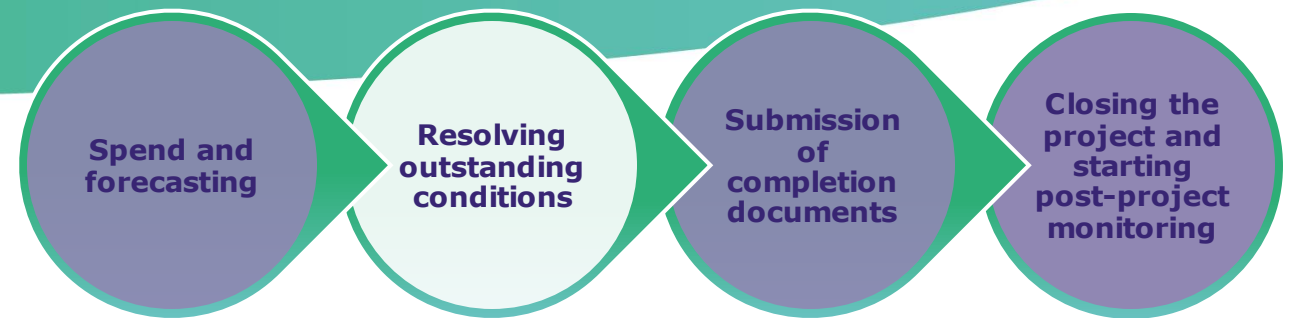 Spend and
forecasting
Resolving
outstanding
conditions
Submission
of
completion
documents
Closing the
project and
starting
post-project
monitoring